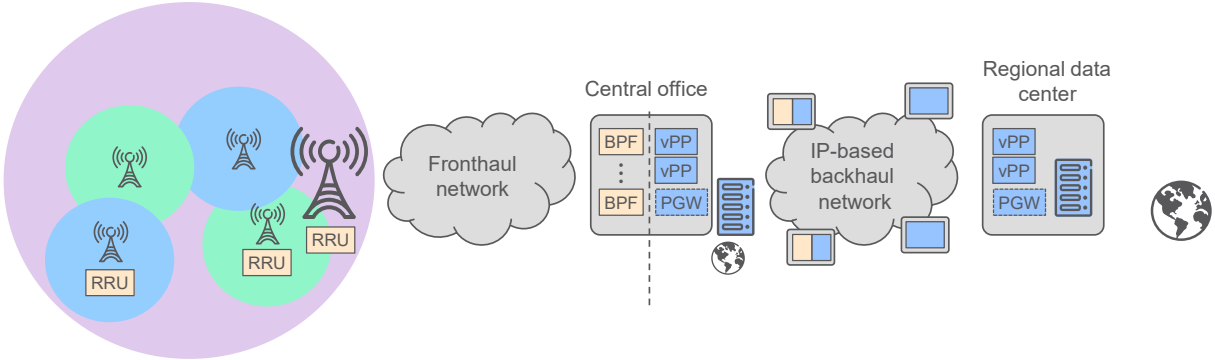 RRU
RRU
RRU
Fronthaul
network
Central office
BPF
vPP
vPP
BPF
PGW
IP-based
backhaul
network
Regional data
center
vPP
vPP
PGW